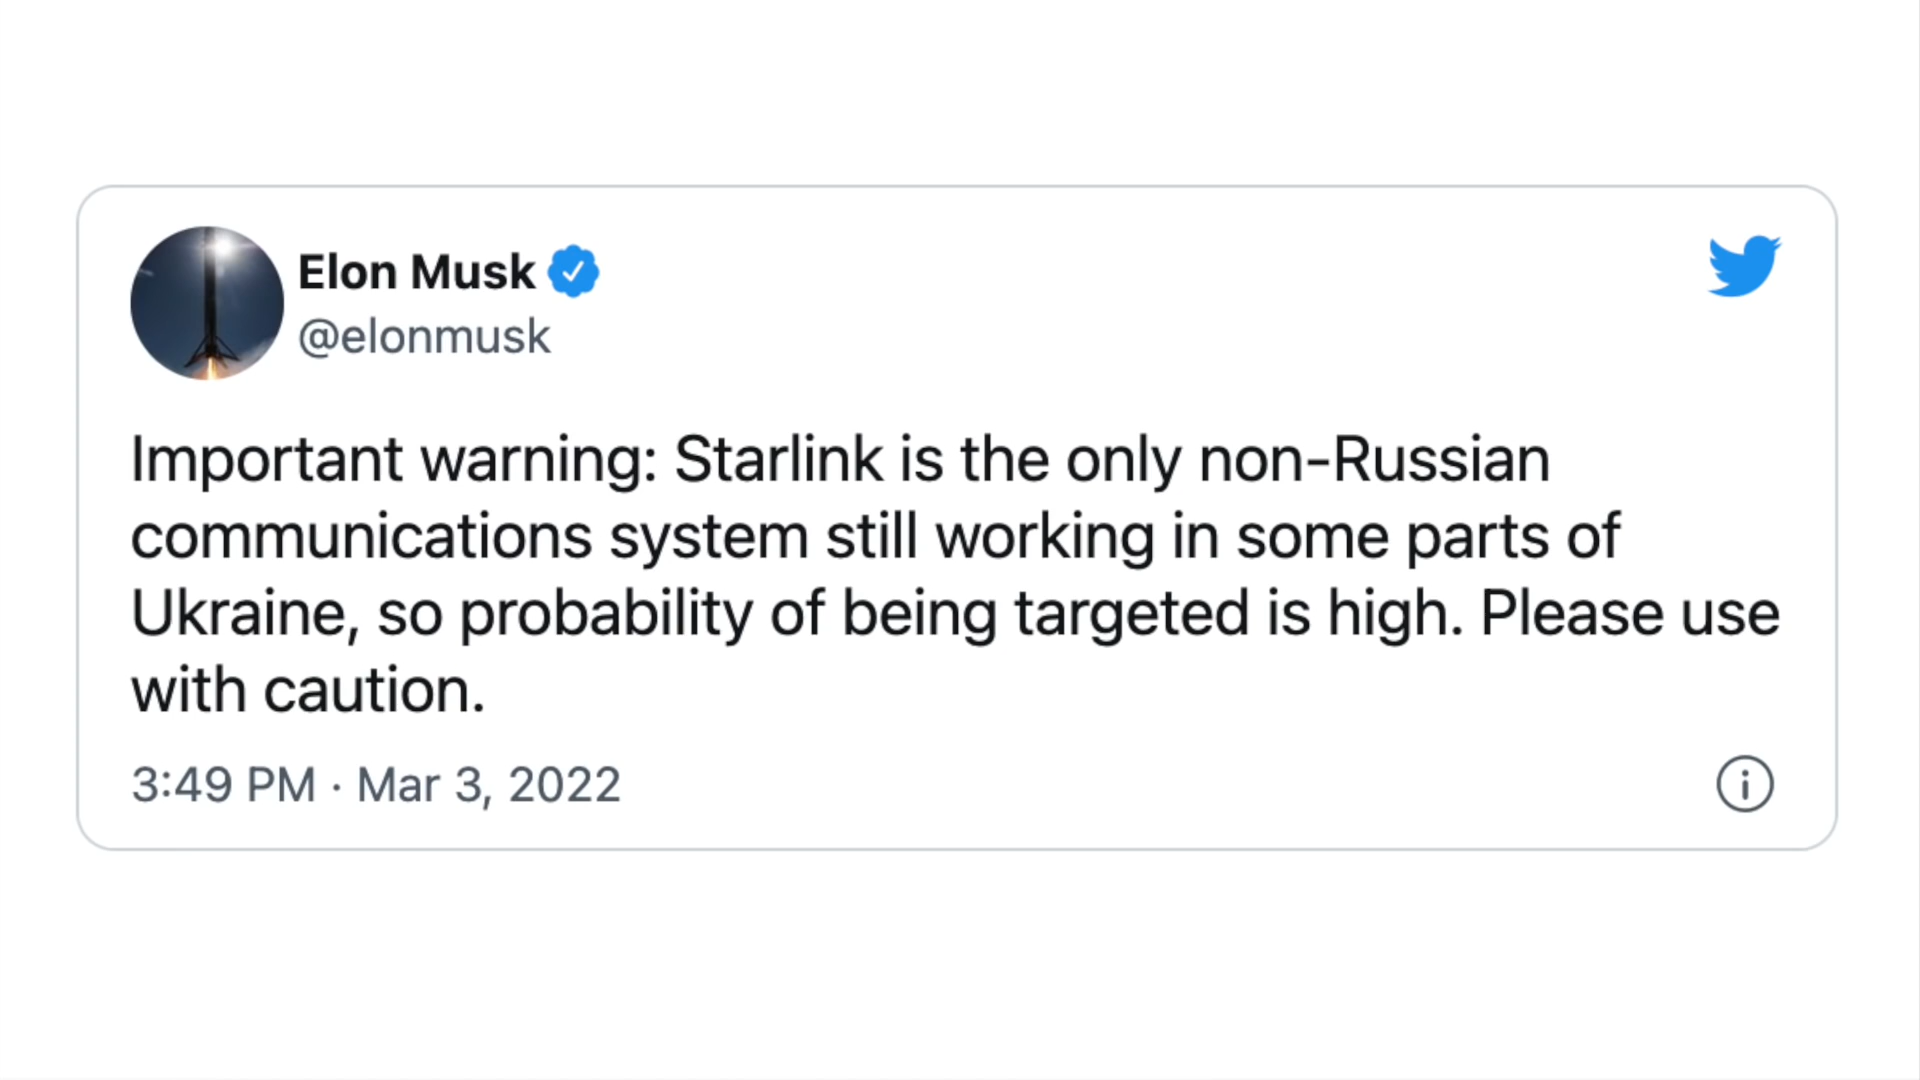 Elon Musk
@elonmusk
Important warning: Starlink is the only non-Russian
communications system still working in some parts of
Ukraine, so probability of being targeted is high. Please use
with caution.
3:49 PM · Mar 3, 2022